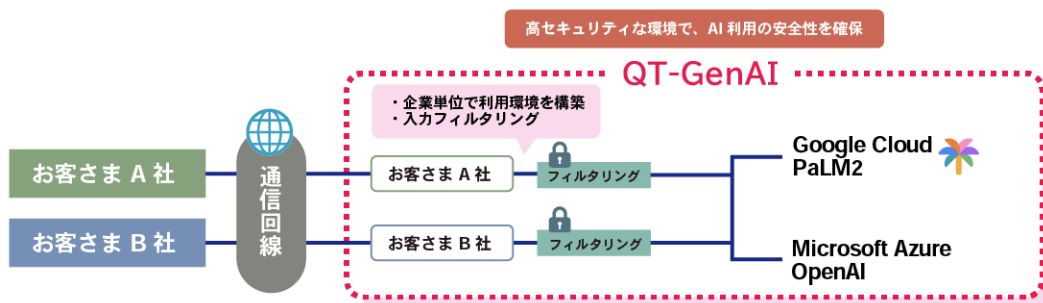 高セキュリティな環境で、AI利用の安全性を確保
QT-GenAI
・企業単位で利用環境を構築
・入力フィルタリング
お客さま A 社
通信回線
お客さま A 社
フィルタリング
Google Cloud
PaLM2
お客さま B 社
お客さま B 社
フィルタリング
Microsoft Azure
OpenAI